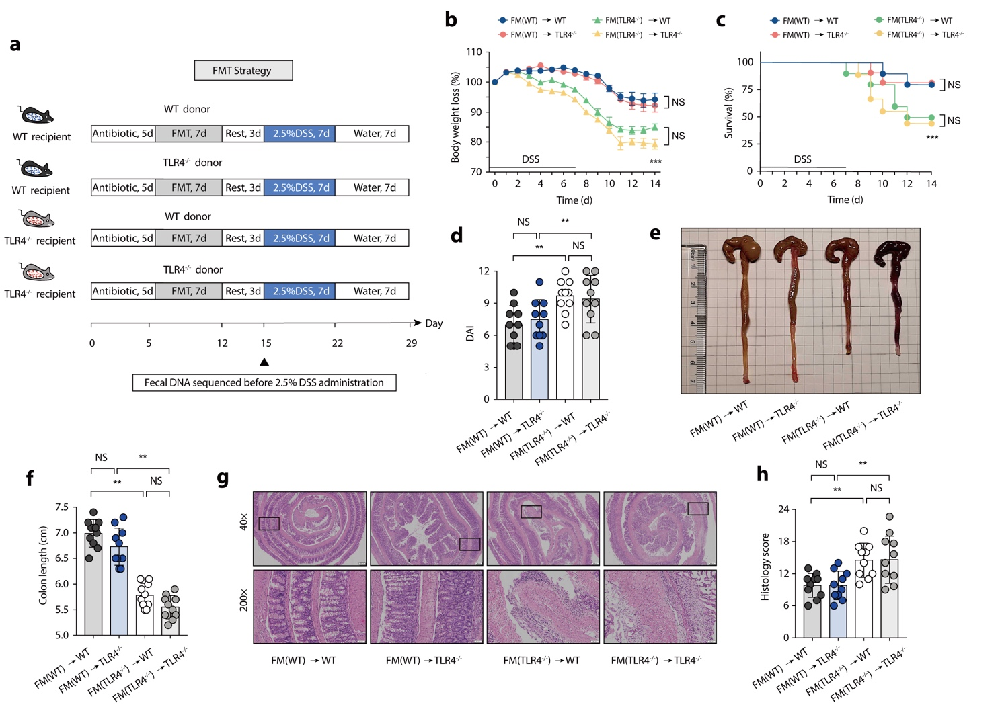 a
FMT Strategy
WT donor
WT recipient
Antibiotic, 5d FMT, 7d Rest, 3d 2.5%DSS, 7d Water, 7d
TLR4-/- donor
WT recipient
Antibiotic, 5d FMT, 7d Rest, 3d 2.5%DSS, 7d Water, 7d
WT donor
TLR4-/- recipient
Antibiotic, 5d FMT, 7d Rest, 3d 2.5%DSS, 7d Water, 7d
TLR4-/- donor
TLR4-/- recipient
Antibiotic, 5d FMT, 7d Rest, 3d 2.5%DSS, 7d Water, 7d
Day
0 5 12 15 22 29
Fecal DNA sequenced before 2.5% DSS administration
b
FM(WT) → WT FM(TLR4-/-) → WT
FM(WT) → TLR4-/- FM(TLR4-/-) → TLR4-/-
Body weight loss (%)
110
100
90
80
70
NS
NS
***
DSS
0 2 4 6 8 10 12 14
Time (d)
c
FM(WT) → WT FM(TLR4-/-) → WT
FM(WT) → TLR4-/- FM(TLR4-/-) → TLR4-/-
Survival (%)
100
75
50
25
0
NS
NS
***
DSS
0 2 4 6 8 10 12 14
Time (d)
d
NS **
** NS
DAI
12
9
6
3
0
FM(WT) → WT
FM(WT) → TLR4-/-
FM(TLR4-/-) → WT
FM(TLR4-/-) → TLR4-/-
e
0cm
1
2
3
4
5
6
7
FM(WT) → WT
FM(WT) → TLR4-/-
FM(TLR4-/-) → WT
FM(TLR4-/-) → TLR4-/-
f
NS **
** NS
Colon length (cm)
7.5
7.0
6.5
6.0
5.5
5.0
FM(WT) → WT
FM(WT) → TLR4-/-
FM(TLR4-/-) → WT
FM(TLR4-/-) → TLR4-/-
g
40×
200×
FM(WT) → WT FM(WT) → TLR4-/- FM(TLR4-/-) → WT FM(TLR4-/-) → TLR4-/-
h
NS **
** NS
Histology score
24
18
12
6
0
FM(WT) → WT
FM(WT) → TLR4-/-
FM(TLR4-/-) → WT
FM(TLR4-/-) → TLR4-/-